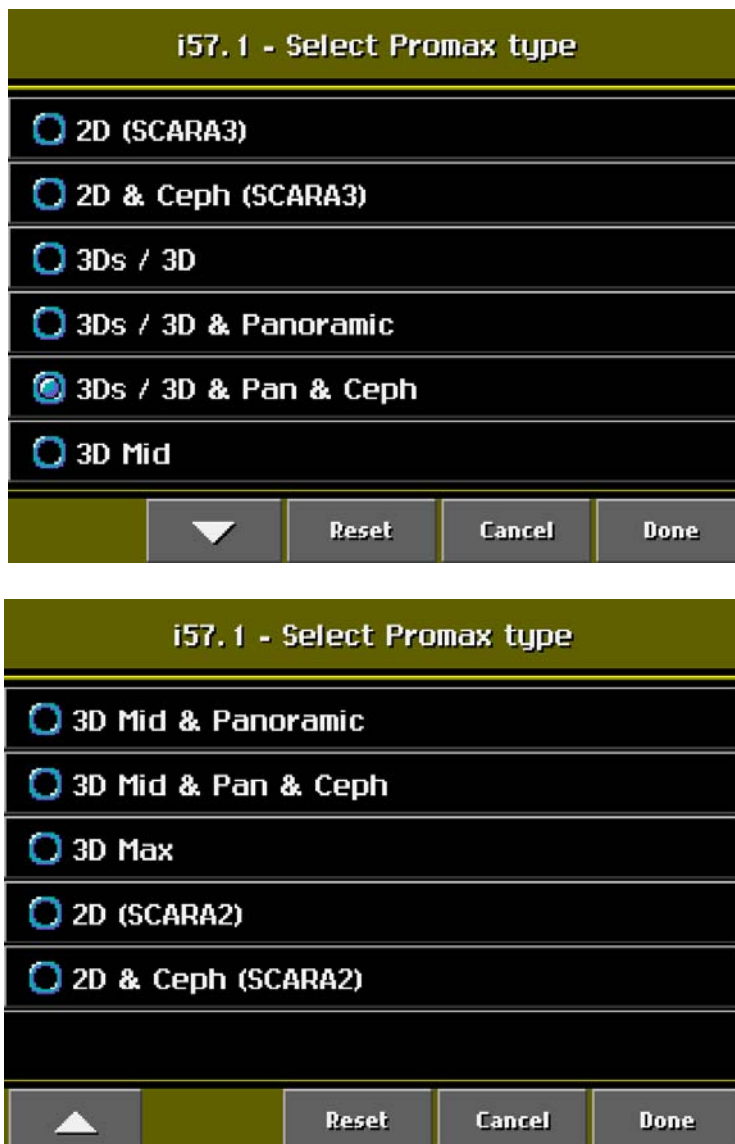 i57.1 - Select Promax type
2D (SCARA3)
2D & Ceph (SCARA3)
3Ds / 3D
3Ds / 3D & Panoramic
3Ds / 3D & Pan & Ceph
3D Mid
Reset Cancel Done
i57.1 - Select Promax type
3D Mid & Panoramic
3D Mid & Pan & Ceph
3D Max
2D (SCARA2)
2D & Ceph (SCARA2)
Reset Cancel Done